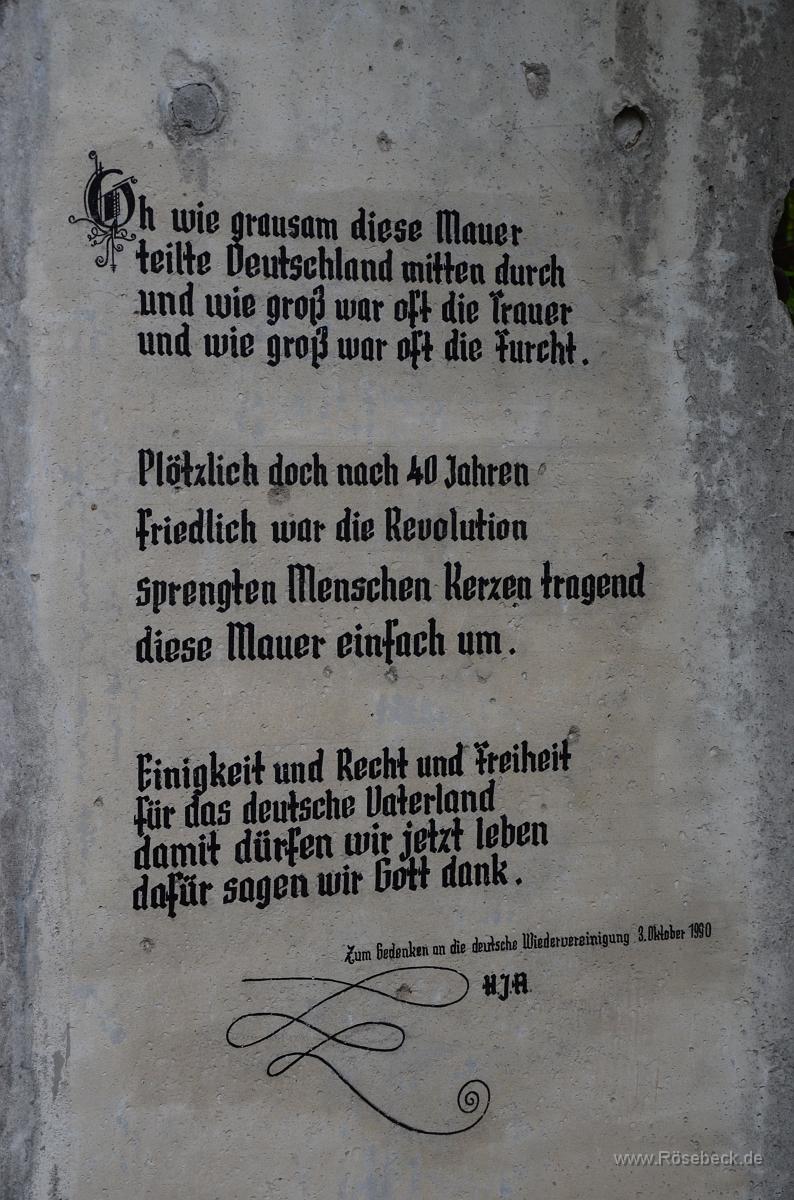 Oh wie grausam diese Mauer
teilte Deutschland mitten durch
und wie groß war oft die Trauer
und wie groß war oft die Furcht.
Plötzlich doch nach 40 Jahren
friedlich war die Revolution
sprengten Menschen Kerzen tragend
diese Mauer einfach um.
Einigkeit und Recht und Freiheit
für das deutsche Vaterland
damit dürfen wir jetzt leben
dafür sagen wir Gott dank.
Zum Gedenken an die deutsche Wiedervereinigung 3. Oktober 1990
H.J.A.
www.Rösebeck.de